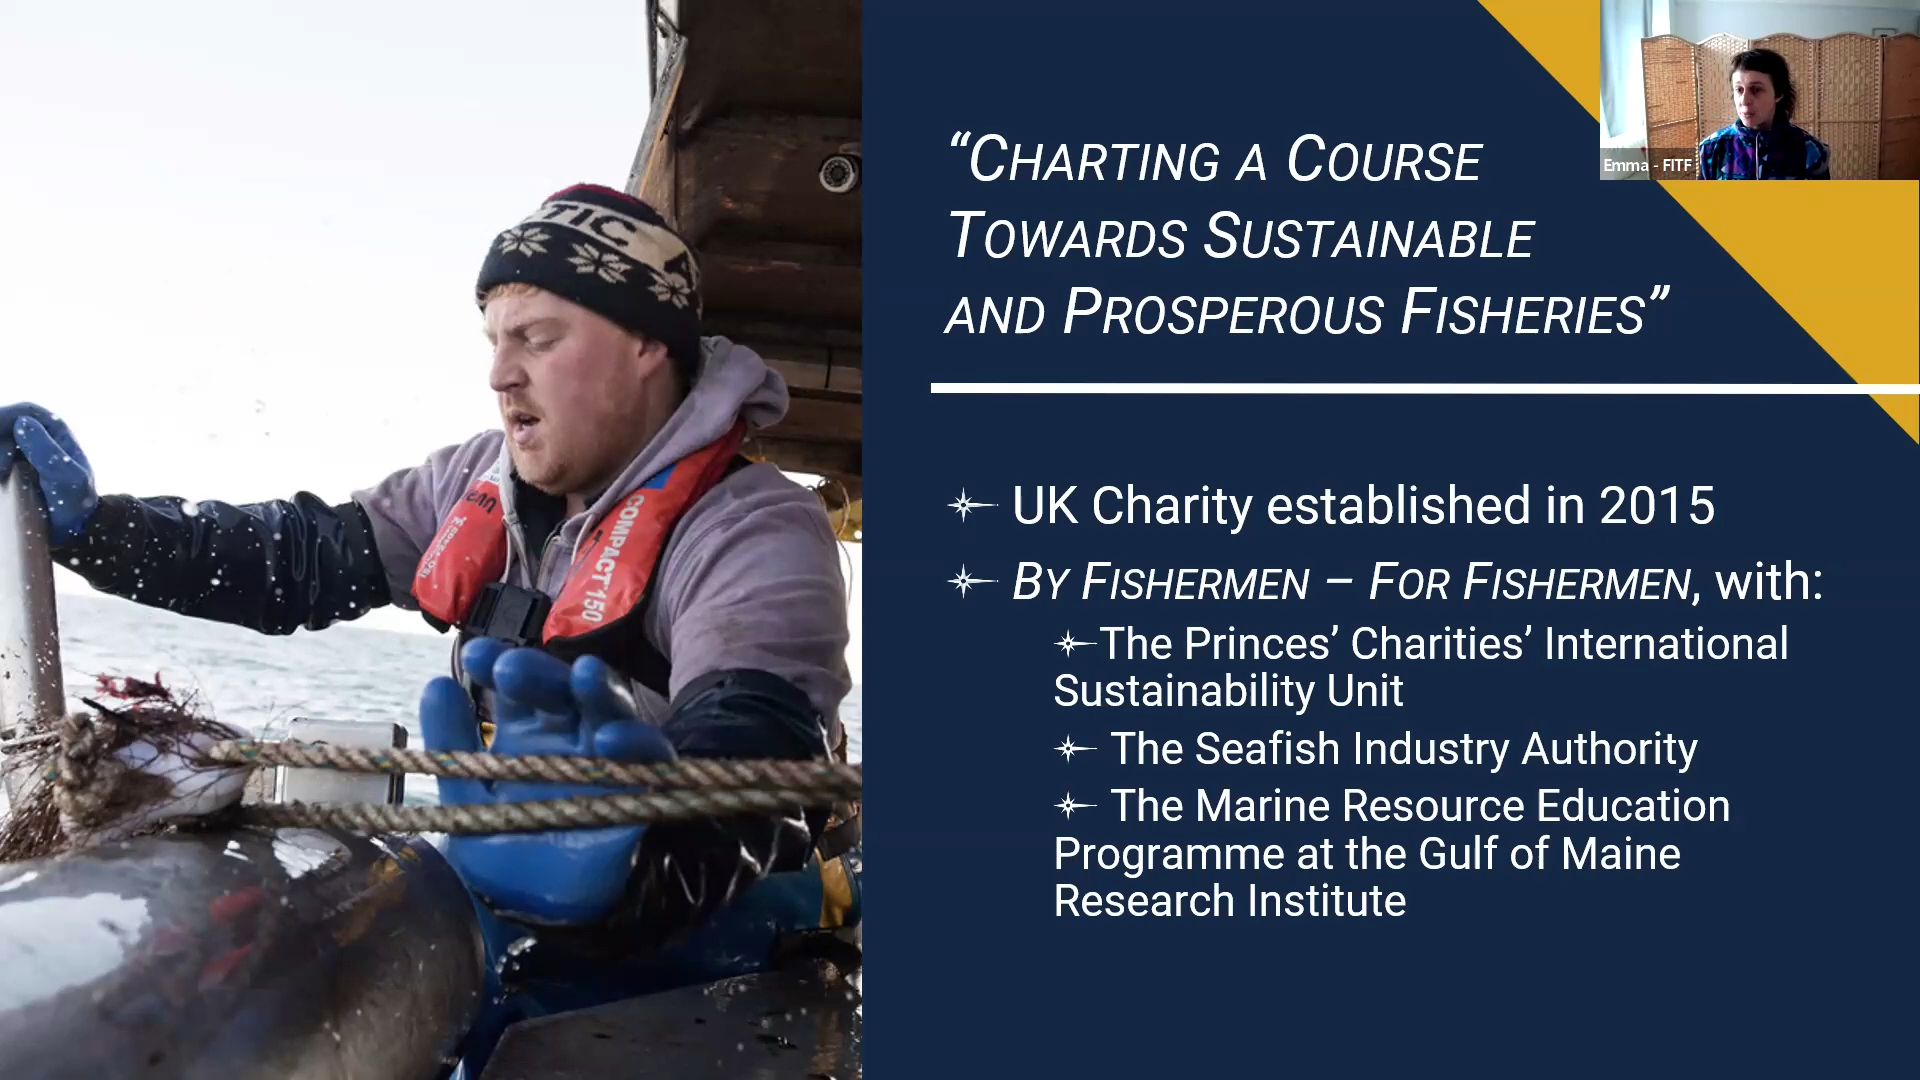 “CHARTING A COURSE
TOWARDS SUSTAINABLE
AND PROSPEROUS FISHERIES”
Emma - FITF
UK Charity established in 2015
BY FISHERMEN – FOR FISHERMEN, with:
The Princes’ Charities’ International
Sustainability Unit
The Seafish Industry Authority
The Marine Resource Education
Programme at the Gulf of Maine
Research Institute
TIC
COMPACT 150